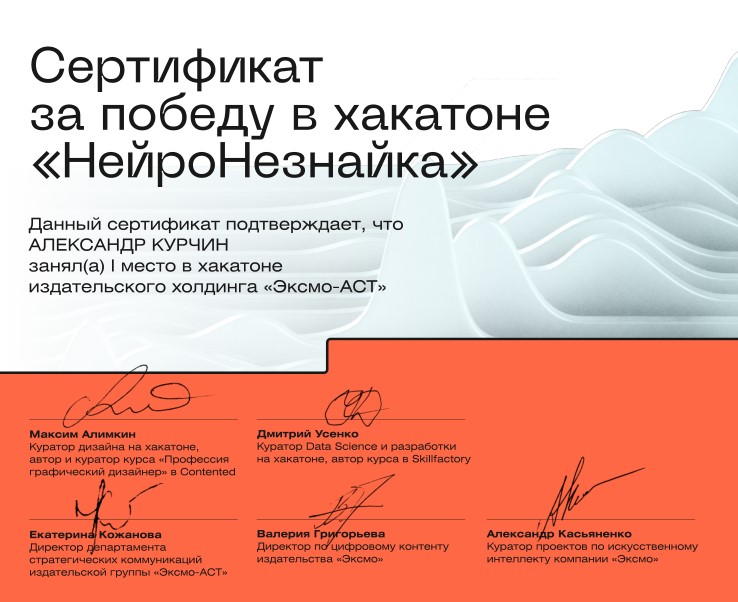 Сертификат
за победу в хакатоне
«НейроНезнайка»
Данный сертификат подтверждает, что
АЛЕКСАНДР КУРЧИН
занял(а) I место в хакатоне
издательского холдинга «Эксмо-АСТ»
Максим Алимкин
Куратор дизайна на хакатоне,
автор и куратор курса «Профессия
графический дизайнер» в Contented
Дмитрий Усенко
Куратор Data Science и разработки
на хакатоне, автор курса в Skillfactory
Екатерина Кожанова
Директор департамента
стратегических коммуникаций
издательской группы «Эксмо-АСТ»
Валерия Григорьева
Директор по цифровому контенту
издательства «Эксмо»
Александр Касьяненко
Куратор проектов по искусственному
интеллекту компании «Эксмо»